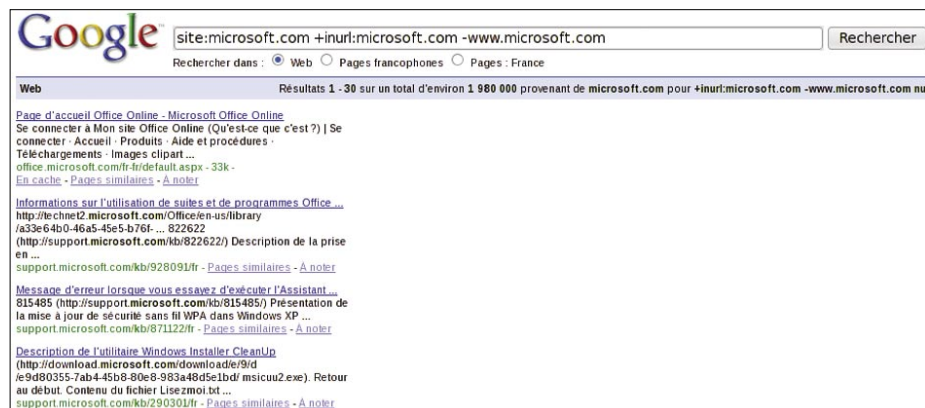 Google™
site:microsoft.com +inurl:microsoft.com -www.microsoft.com
Rechercher
Rechercher dans : Web Pages francophones Pages : France
Web
Résultats 1 - 30 sur un total d'environ 1 980 000 provenant de microsoft.com pour +inurl:microsoft.com -www.microsoft.com nu
Page d'accueil Office Online - Microsoft Office Online
Se connecter à Mon site Office Online (Qu'est-ce que c'est ?) | Se
connecter · Accueil · Produits · Aide et procédures ·
Téléchargements · Images clipart ...
office.microsoft.com/fr-fr/default.aspx - 33k -
En cache - Pages similaires - À noter
Informations sur l'utilisation de suites et de programmes Office ...
http://technet2.microsoft.com/Office/en-us/library
/a33e64b0-46a5-45e5-b76f- ... 822622
(http://support.microsoft.com/kb/822622/) Description de la prise
en ...
support.microsoft.com/kb/928091/fr - Pages similaires - À noter
Message d'erreur lorsque vous essayez d'exécuter l'Assistant ...
815485 (http://support.microsoft.com/kb/815485/) Présentation de
la mise à jour de sécurité sans fil WPA dans Windows XP ...
support.microsoft.com/kb/871122/fr - Pages similaires - À noter
Description de l'utilitaire Windows Installer CleanUp
(http://download.microsoft.com/download/e/9/d
/e9d80355-7ab4-45b8-80e8-983a48d5e1bd/ msicuu2.exe). Retour
au début. Contenu du fichier Lisezmoi.txt ...
support.microsoft.com/kb/290301/fr - Pages similaires - À noter